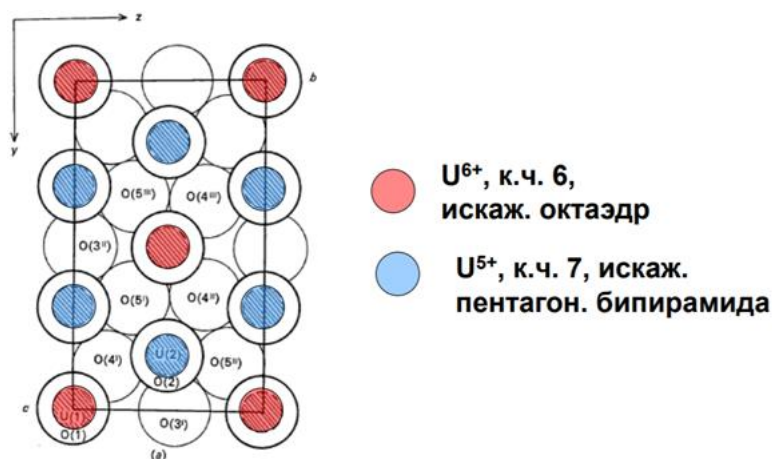 z
b
y
O(5ᴵᴵᴵ)
O(4ᴵᴵᴵ)
O(3ᴵᴵ)
O(5ᴵ)
O(4ᴵᴵ)
O(4ᴵ)
U(2)
O(5ᴵᴵ)
O(2)
c
U(1)
O(1)
O(3ᴵ)
(a)
U⁶⁺, к.ч. 6,
искаж. октаэдр
U⁵⁺, к.ч. 7, искаж.
пентагон. бипирамида